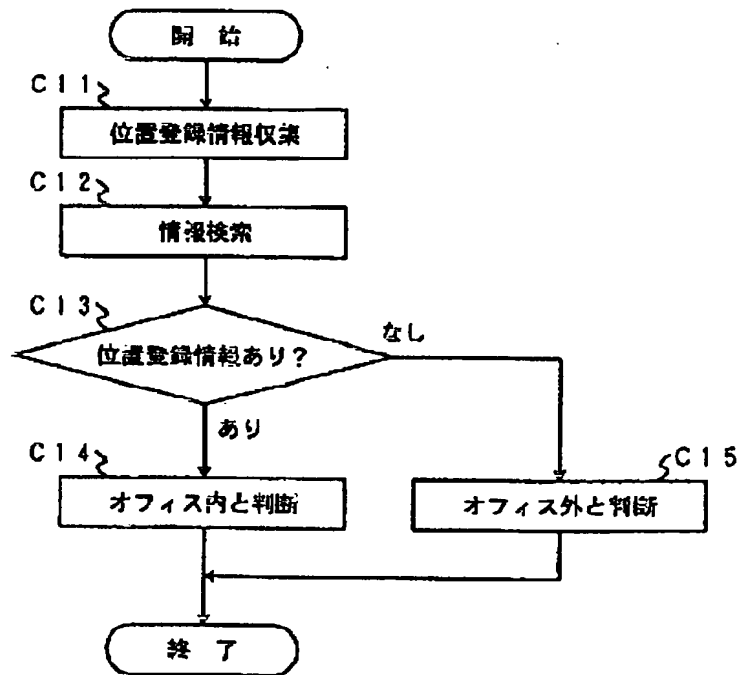 開 始
C11
位置登録情報収集
C12
情報検索
C13
位置登録情報あり?
なし
あり
C14
オフィス内と判断
C15
オフィス外と判断
終 了